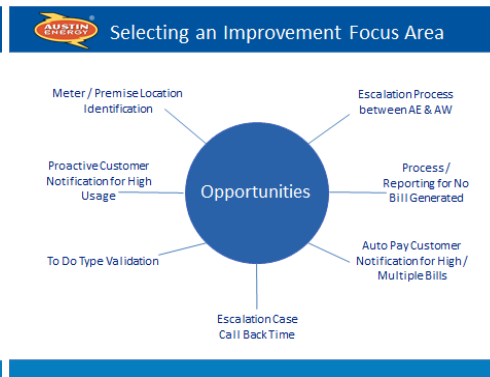 AUSTIN
ENERGY
Selecting an Improvement Focus Area
Meter / Premise Location
Identification
Escalation Process
between AE & AW
Proactive Customer
Notification for High
Usage
Opportunities
Process /
Reporting for No
Bill Generated
To Do Type Validation
Auto Pay Customer
Notification for High /
Multiple Bills
Escalation Case
Call Back Time